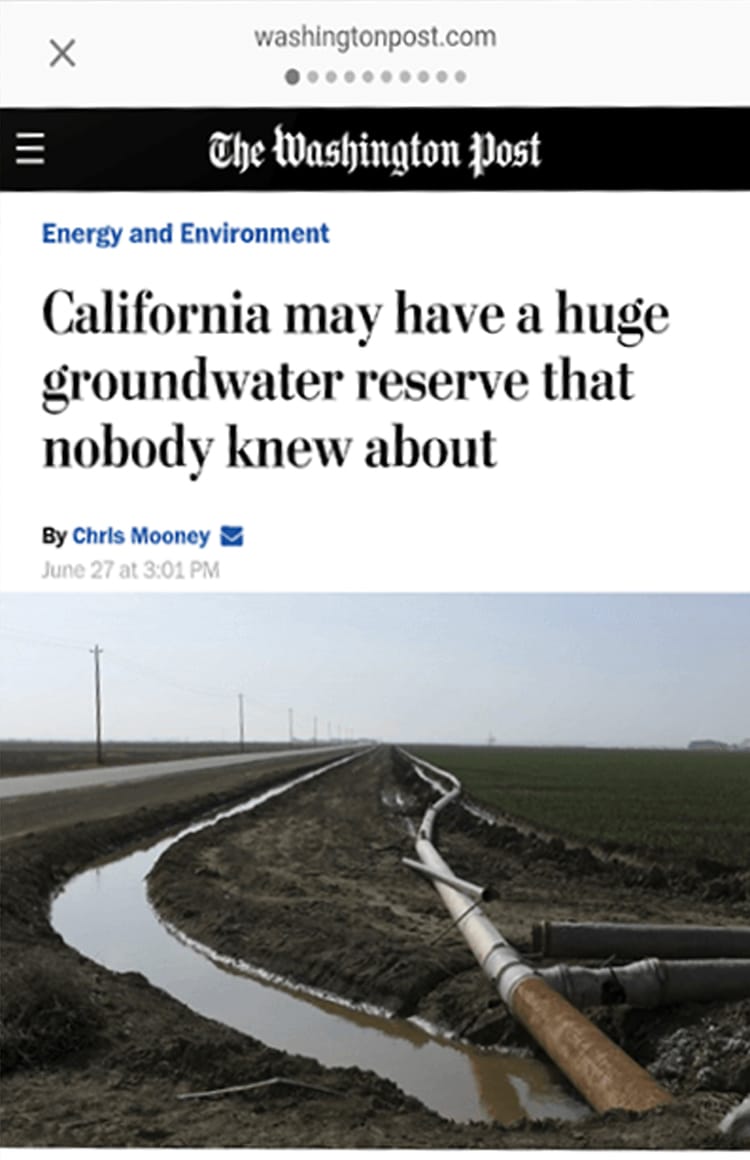 washingtonpost.com
The Washington Post
Energy and Environment
California may have a huge
groundwater reserve that
nobody knew about
By Chris Mooney
June 27 at 3:01 PM